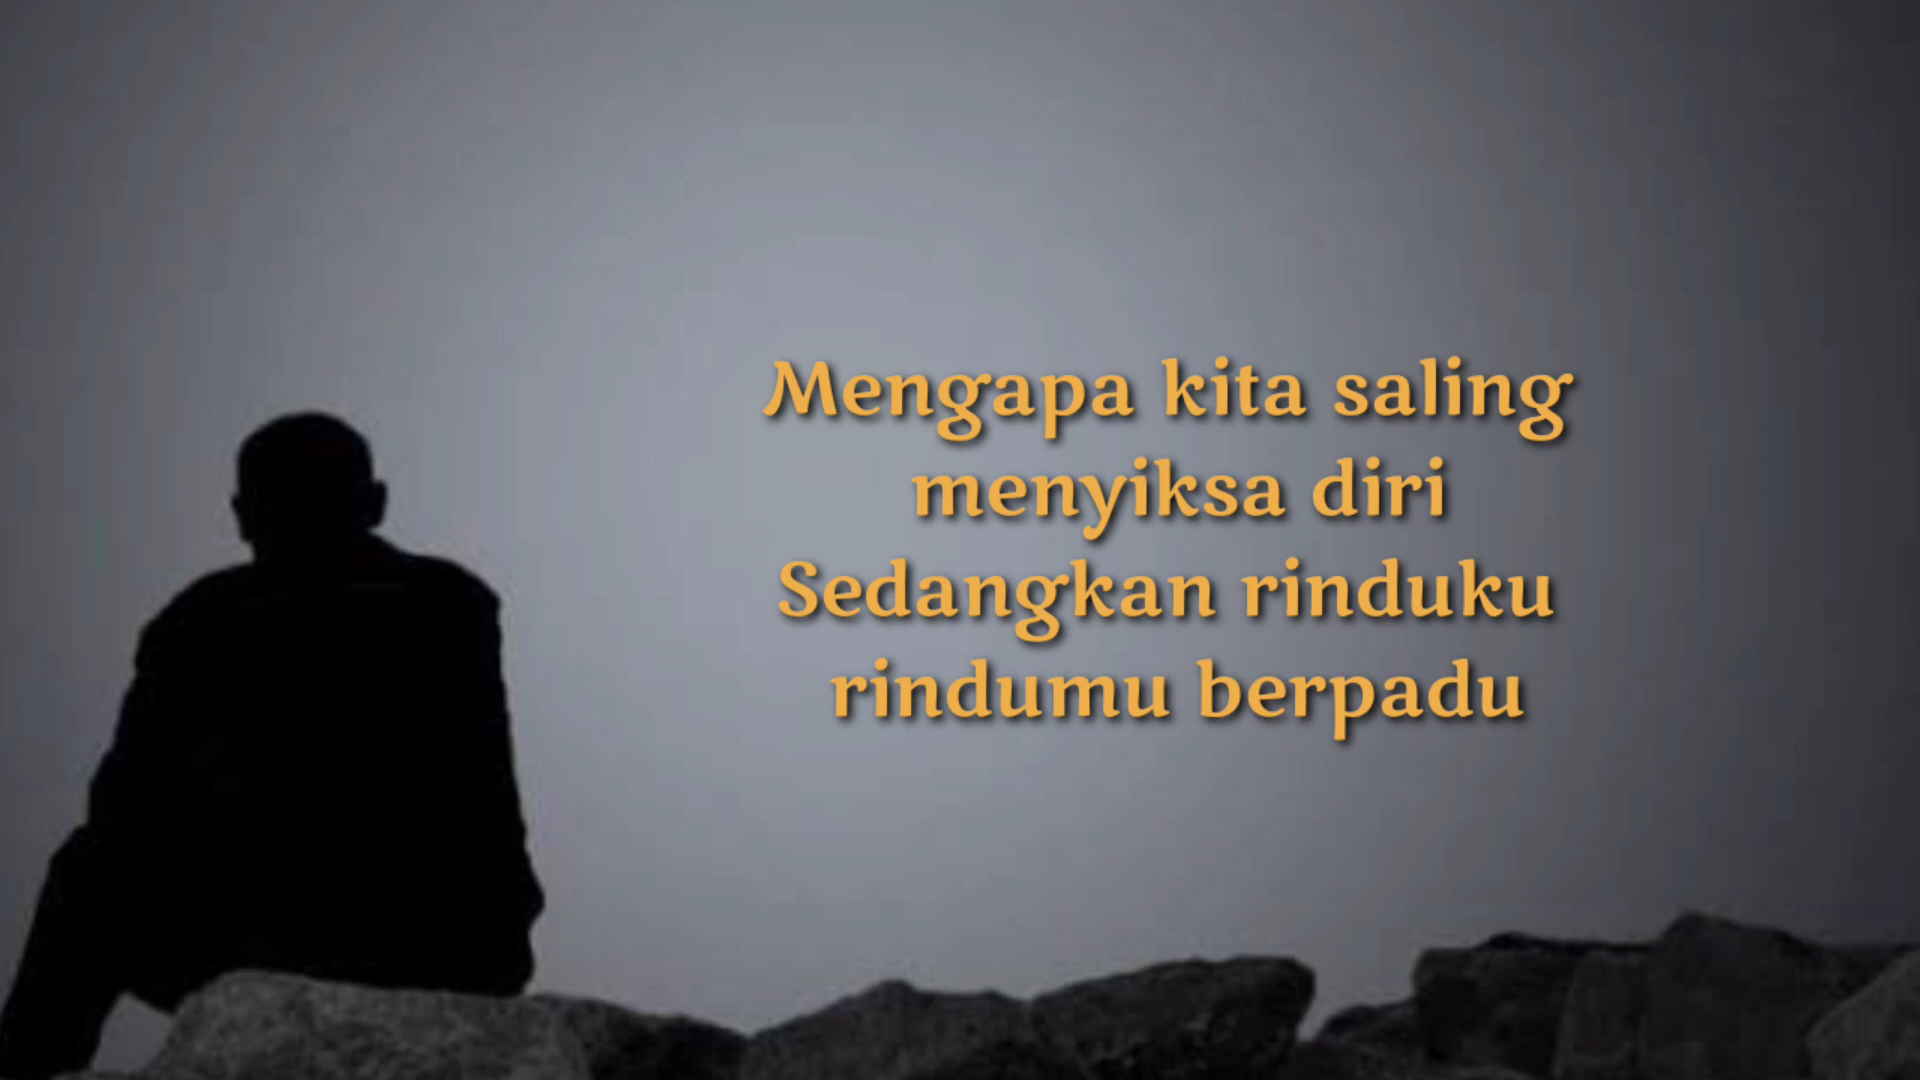 Mengapa kita saling
menyiksa diri
Sedangkan rinduku
rindumu berpadu